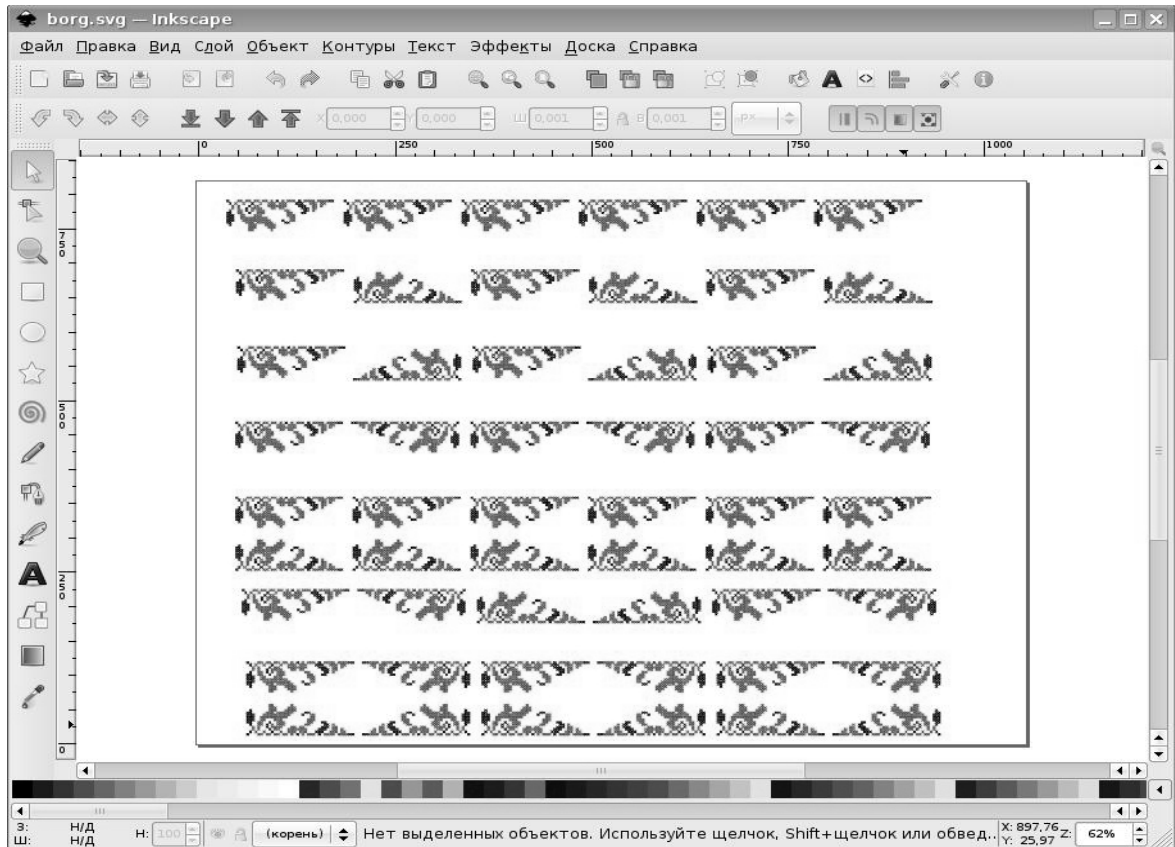 borg.svg — Inkscape
Файл Правка Вид Слой Объект Контуры Текст Эффекты Доска Справка
0,000 Y 0,000 Ш 0,001 В 0,001 px
0 250 500 750 1000
750
500
250
0
З: Н/Д
Ш: Н/Д
Н: 100
(корень)
Нет выделенных объектов. Используйте щелчок, Shift+щелчок или обвед..
X: 897,76
Y: 25,97
Z: 62%